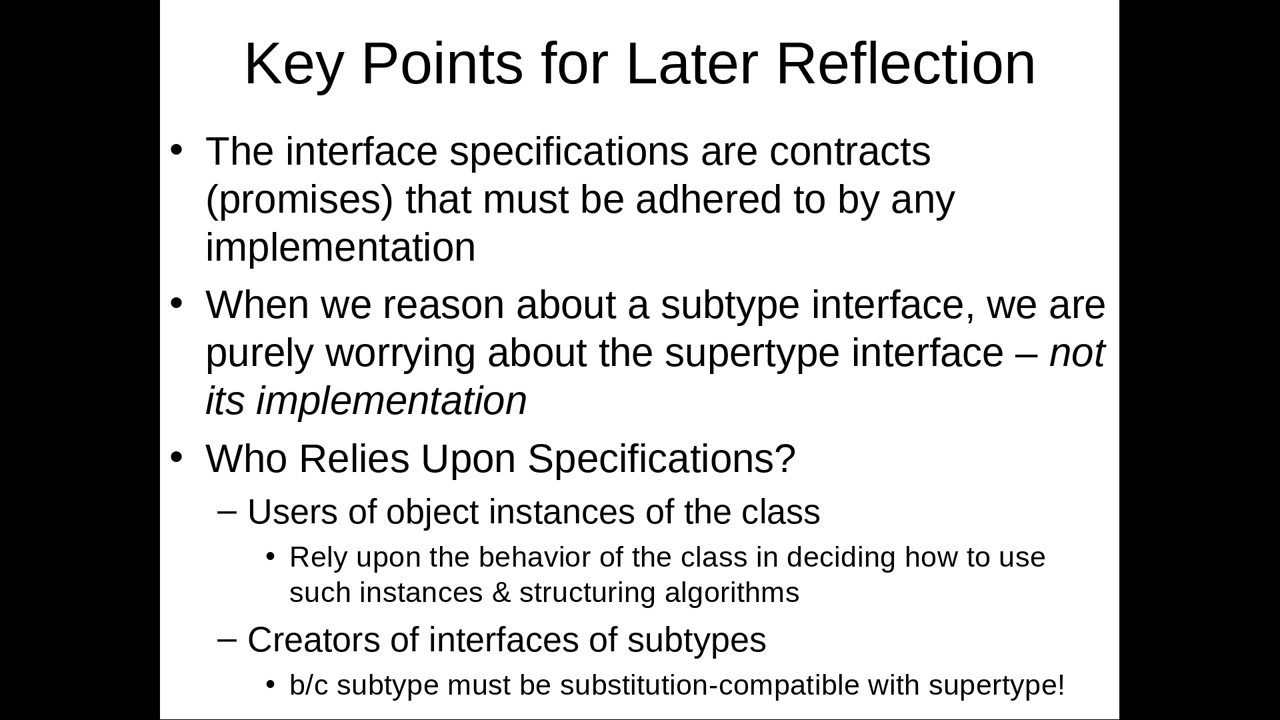 Key Points for Later Reflection
• The interface specifications are contracts
(promises) that must be adhered to by any
implementation
• When we reason about a subtype interface, we are
purely worrying about the supertype interface – not
its implementation
• Who Relies Upon Specifications?
– Users of object instances of the class
• Rely upon the behavior of the class in deciding how to use
such instances & structuring algorithms
– Creators of interfaces of subtypes
• b/c subtype must be substitution-compatible with supertype!